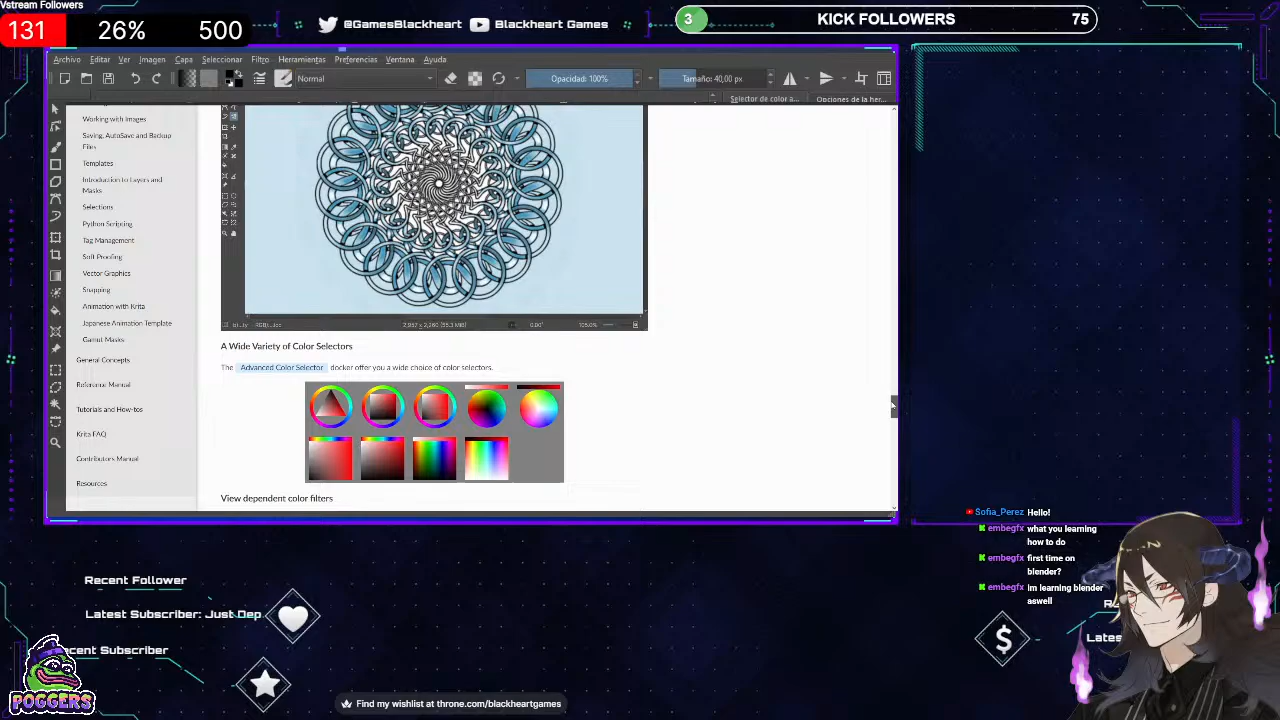 Vstream Followers
131 26% 500
@GamesBlackheart Blackheart Games
3 KICK FOLLOWERS 75
Archivo Editar Ver Imagen Capa Seleccionar Filtro Herramientas Preferencias Ventana Ayuda
Normal Opacidad: 100% Tamaño: 40,00 px
Selector de color a... Opciones de la her...
Working with Images
Saving, AutoSave and Backup
Files
Templates
Introduction to Layers and
Masks
Selections
Python Scripting
Tag Management
Soft Proofing
Vector Graphics
Snapping
Animation with Krita
Japanese Animation Template
Gamut Masks
General Concepts
Reference Manual
Tutorials and How-tos
Krita FAQ
Contributors Manual
Resources
0.00°
A Wide Variety of Color Selectors
The Advanced Color Selector docker offer you a wide choice of color selectors.
View dependent color filters
Sofia_Perez Hello!
embegfx what you learning
how to do
embegfx first time on
blender?
embegfx Im learning blender
aswell
Recent Follower
Latest Subscriber: Just Dep
cent Subscriber
Lates
POGGERS
Find my wishlist at throne.com/blackheartgames